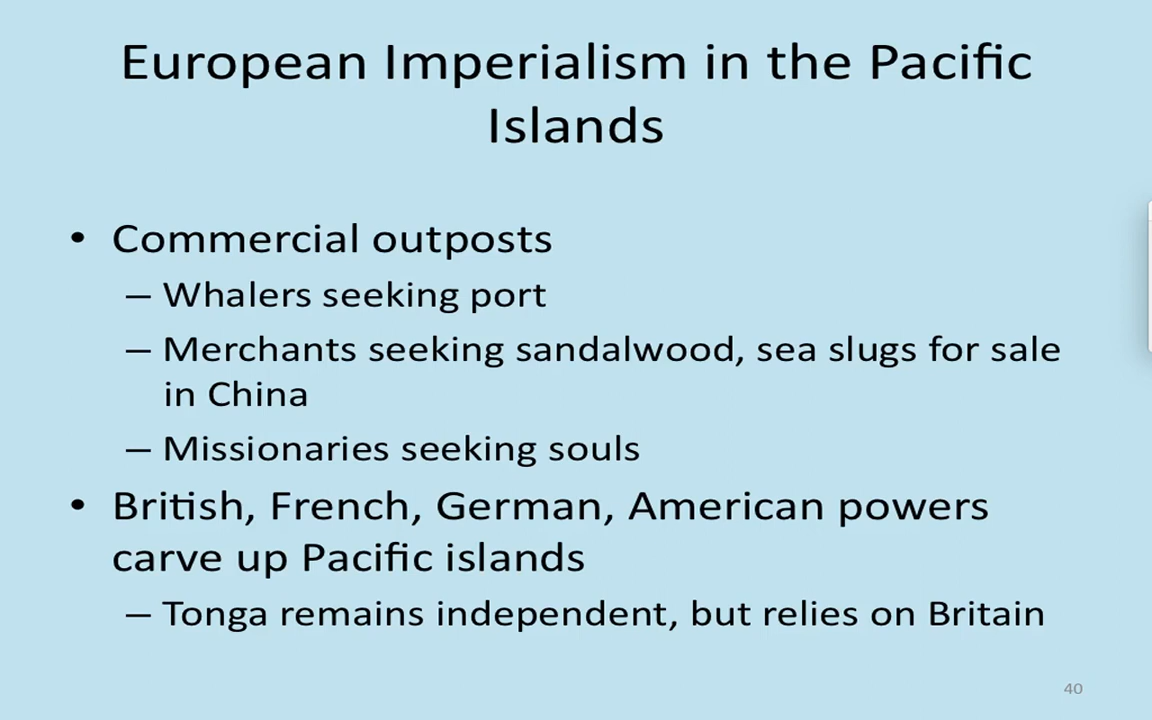 European Imperialism in the Pacific
Islands
• Commercial outposts
– Whalers seeking port
– Merchants seeking sandalwood, sea slugs for sale
in China
– Missionaries seeking souls
• British, French, German, American powers
carve up Pacific islands
– Tonga remains independent, but relies on Britain
40